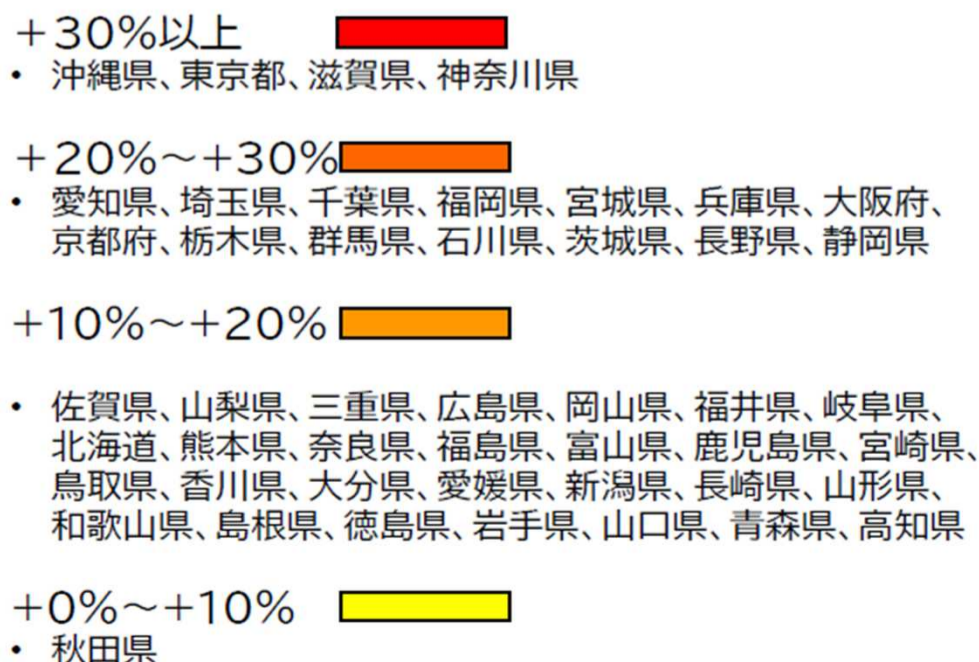 +30%以上
• 沖縄県、東京都、滋賀県、神奈川県
+20%～+30%
• 愛知県、埼玉県、千葉県、福岡県、宮城県、兵庫県、大阪府、
京都府、栃木県、群馬県、石川県、茨城県、長野県、静岡県
+10%～+20%
• 佐賀県、山梨県、三重県、広島県、岡山県、福井県、岐阜県、
北海道、熊本県、奈良県、福島県、富山県、鹿児島県、宮崎県、
鳥取県、香川県、大分県、愛媛県、新潟県、長崎県、山形県、
和歌山県、島根県、徳島県、岩手県、山口県、青森県、高知県
+0%～+10%
• 秋田県